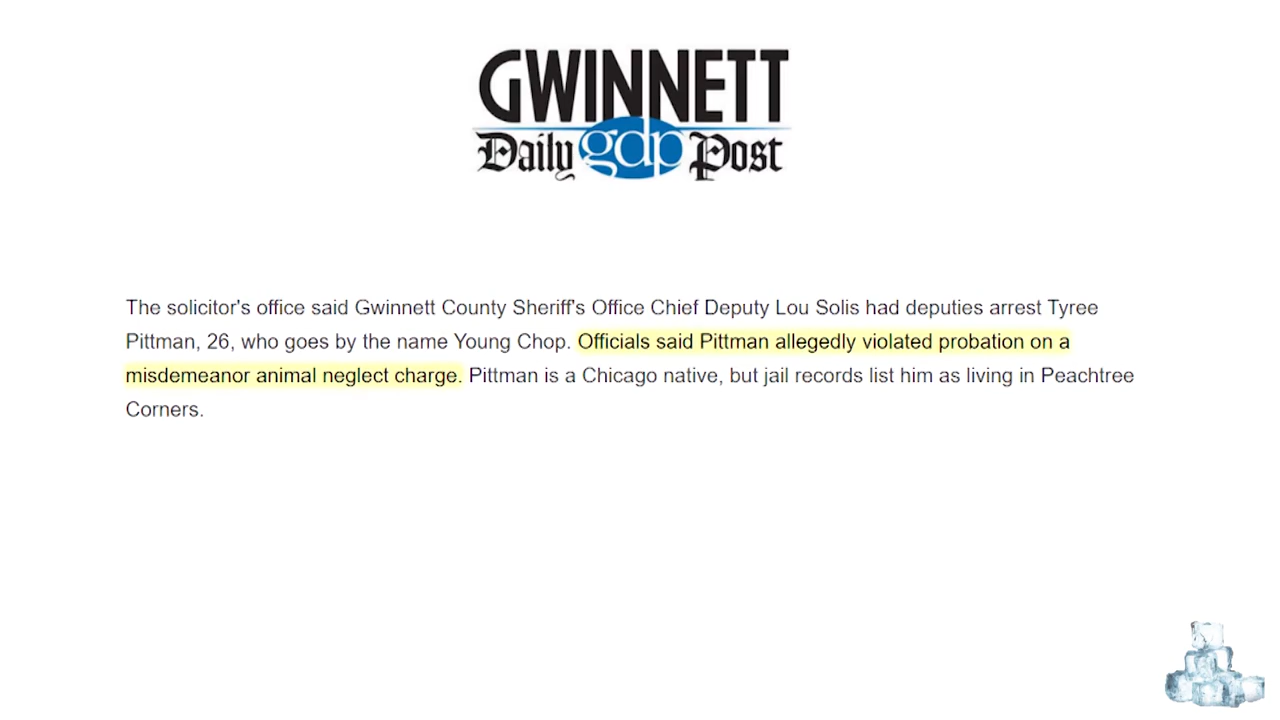 GWINNETT
Daily gdp Post
The solicitor's office said Gwinnett County Sheriff's Office Chief Deputy Lou Solis had deputies arrest Tyree
Pittman, 26, who goes by the name Young Chop. Officials said Pittman allegedly violated probation on a
misdemeanor animal neglect charge. Pittman is a Chicago native, but jail records list him as living in Peachtree
Corners.